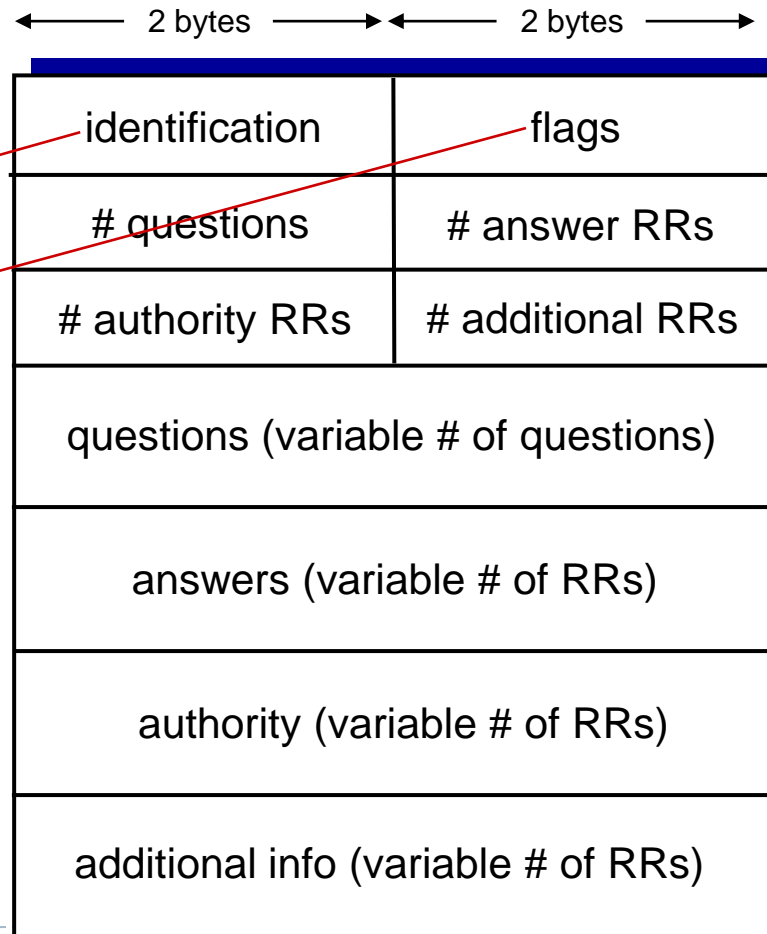 2 bytes 2 bytes
identification flags
# questions # answer RRs
# authority RRs # additional RRs
questions (variable # of questions)
answers (variable # of RRs)
authority (variable # of RRs)
additional info (variable # of RRs)